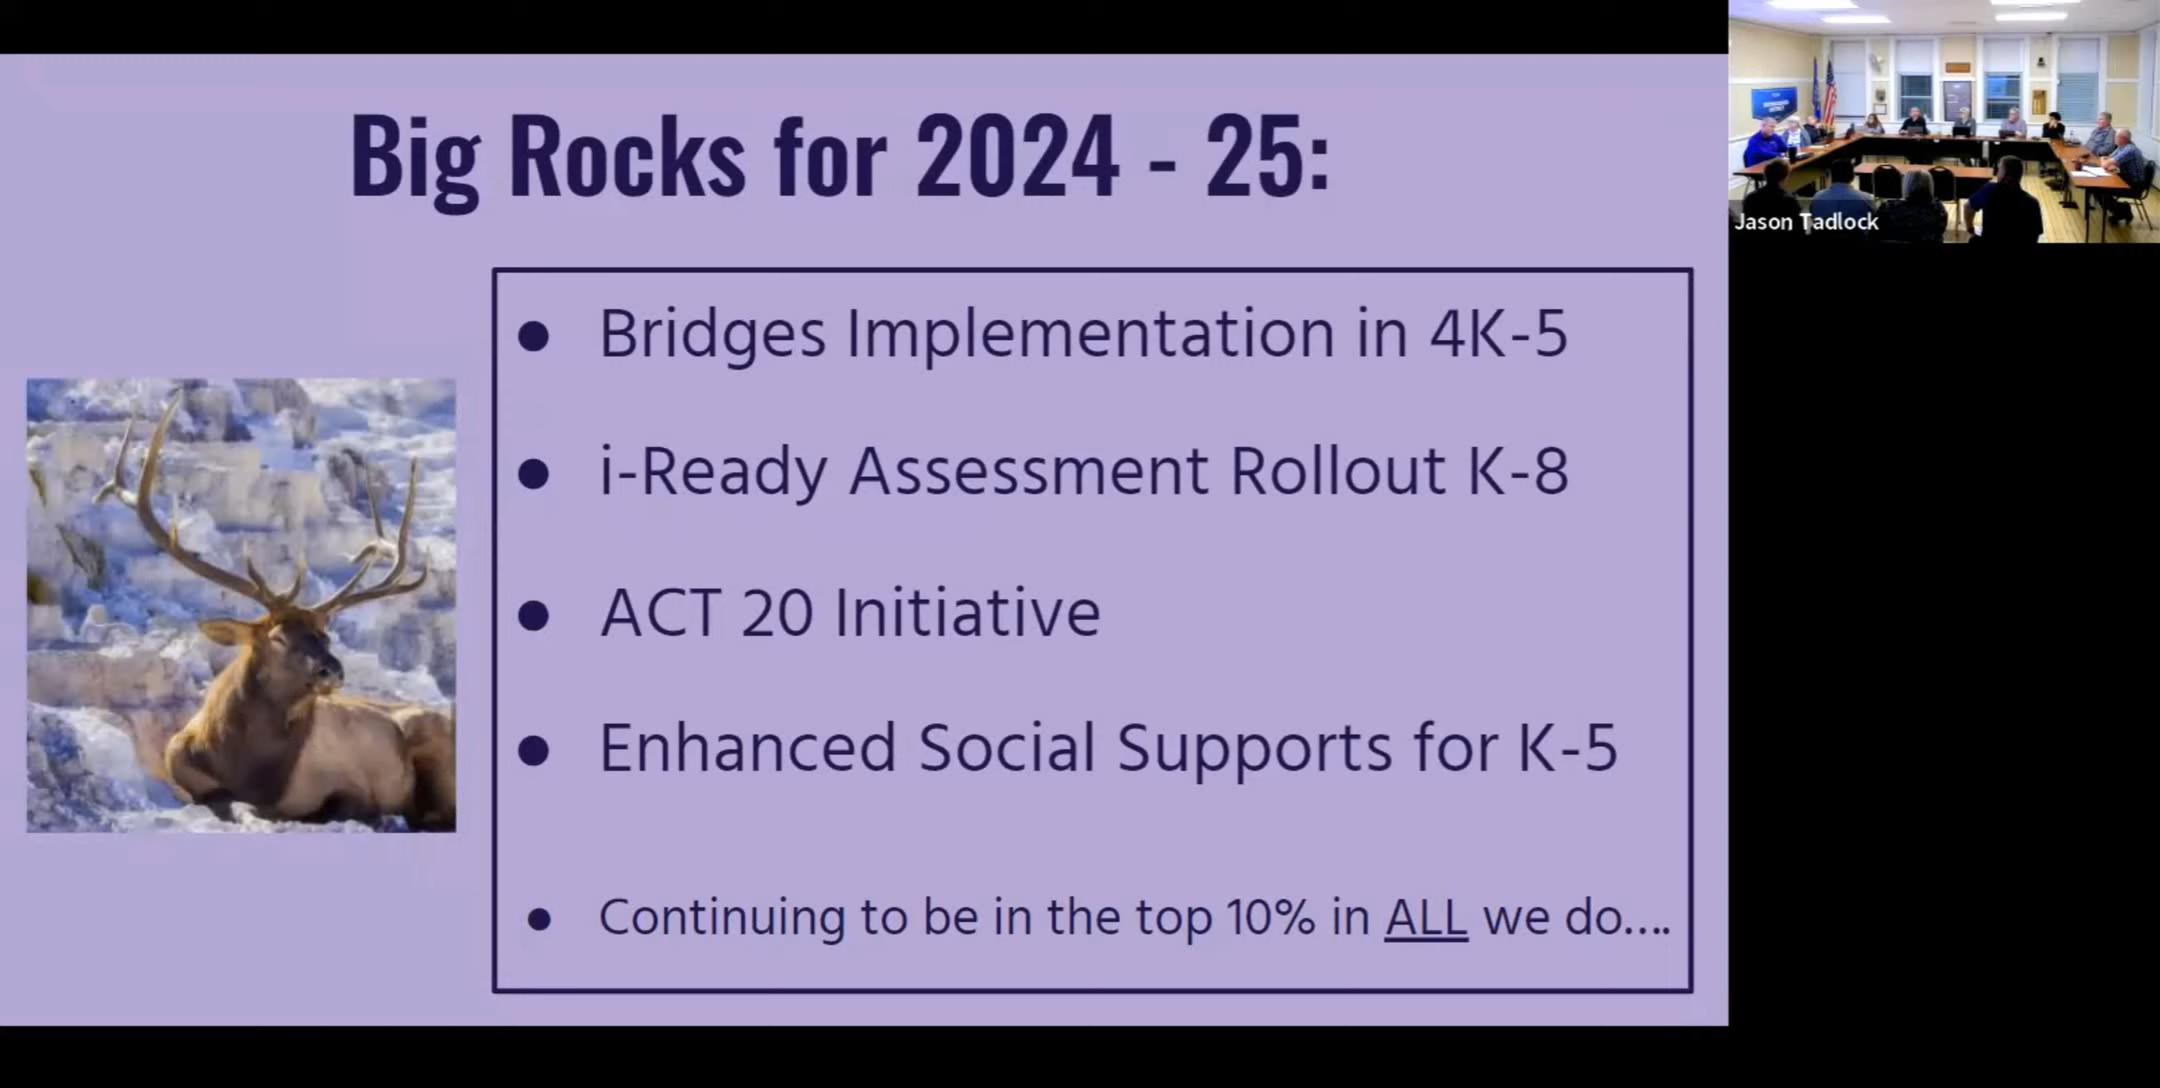 Big Rocks for 2024 - 25:
● Bridges Implementation in 4K-5
● i-Ready Assessment Rollout K-8
● ACT 20 Initiative
● Enhanced Social Supports for K-5
● Continuing to be in the top 10% in ALL we do....
Jason Tadlock